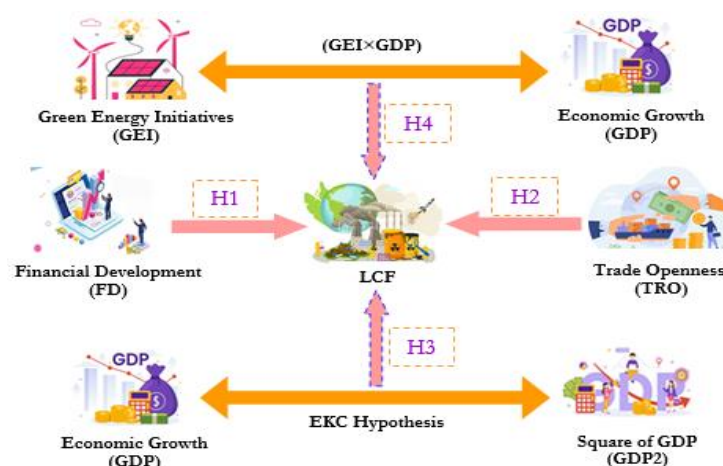 (GEI×GDP)
GDP
Green Energy Initiatives
(GEI)
Economic Growth
(GDP)
H4
H1
H2
Financial Development
(FD)
LCF
Trade Openness
(TRO)
H3
GDP
GDP
EKC Hypothesis
Economic Growth
(GDP)
Square of GDP
(GDP2)